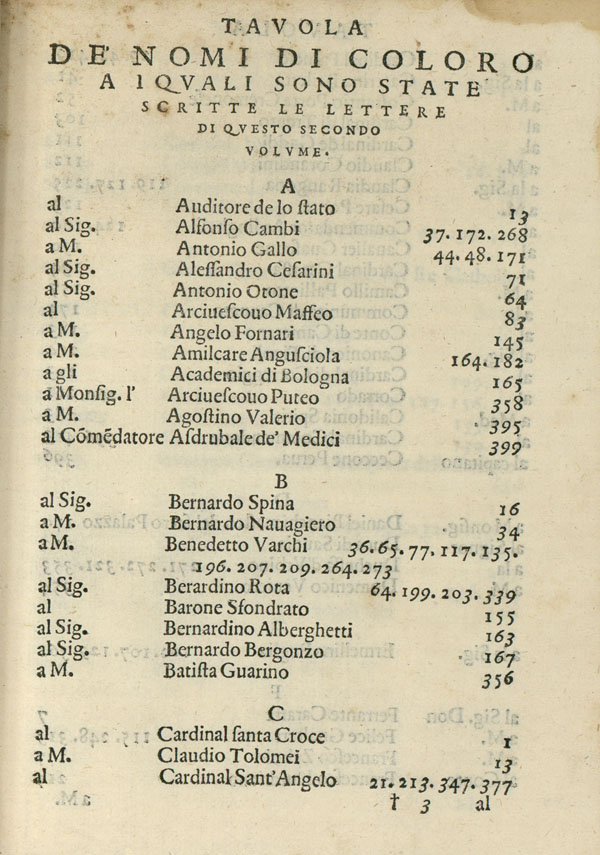 TAVOLA
DE' NOMI DI COLORO
A IQVALI SONO STATE
SCRITTE LE LETTERE
DI QVESTO SECONDO
VOLVME.
A
al Auditore de lo stato 13
al Sig. Alfonso Cambi 37. 172. 268
a M. Antonio Gallo 44. 48. 171
al Sig. Alessandro Cesarini 71
al Sig. Antonio Otone 64
al Arciuescouo Maffeo 83
a M. Angelo Fornari 145
a M. Amilcare Angusciola 164. 182
a gli Academici di Bologna 165
a Monsig. l' Arciuescouo Puteo 358
a M. Agostino Valerio 395
al Cõmẽdatore Asdrubale de' Medici 399
B
al Sig. Bernardo Spina 16
a M. Bernardo Nauagiero 34
a M. Benedetto Varchi 36. 65. 77. 117. 135.
196. 207. 209. 264. 273
al Sig. Berardino Rota 64. 199. 203. 339
al Barone Sfondrato 155
al Sig. Bernardino Alberghetti 163
al Sig. Bernardo Bergonzo 167
a M. Batista Guarino 356
C
al Cardinal santa Croce 1
a M. Claudio Tolomei 13
al Cardinal Sant'Angelo 21. 213. 347. 377
† 3 al